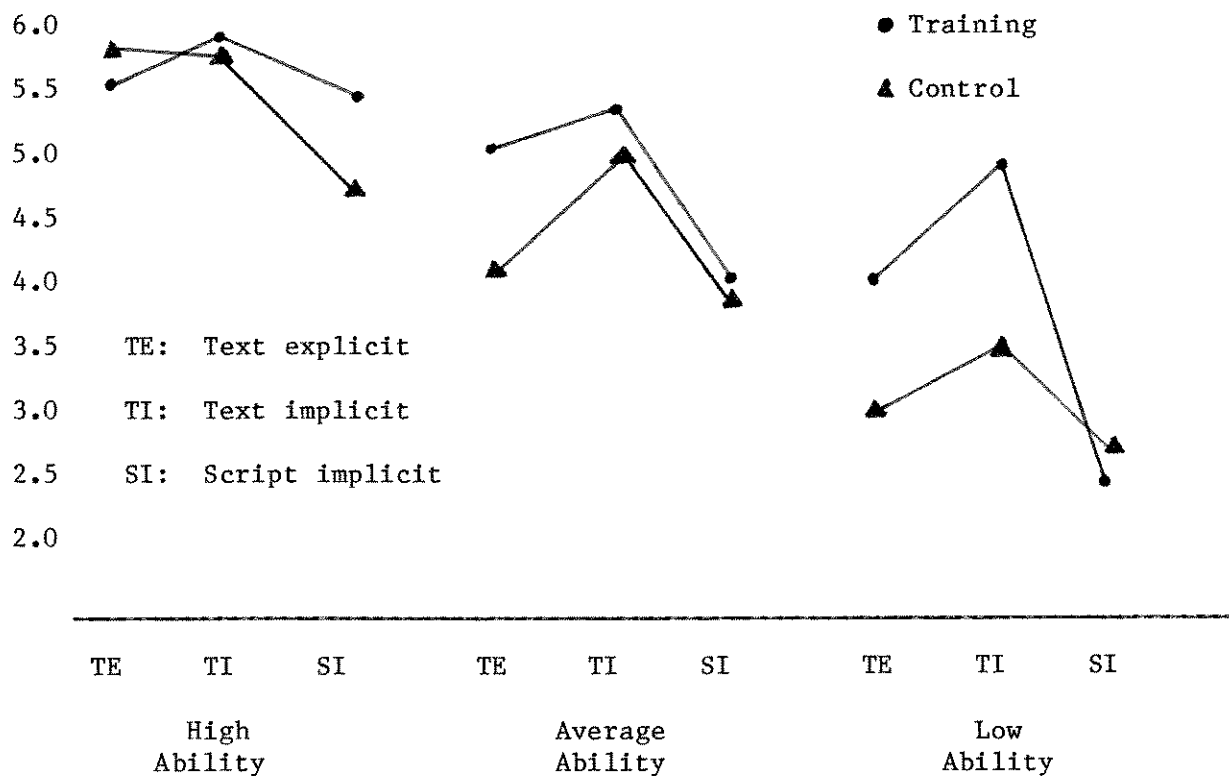 6.0
● Training
5.5
▲ Control
5.0
4.5
4.0
3.5 TE: Text explicit
3.0 TI: Text implicit
2.5 SI: Script implicit
2.0
TE TI SI TE TI SI TE TI SI
High Average Low
Ability Ability Ability